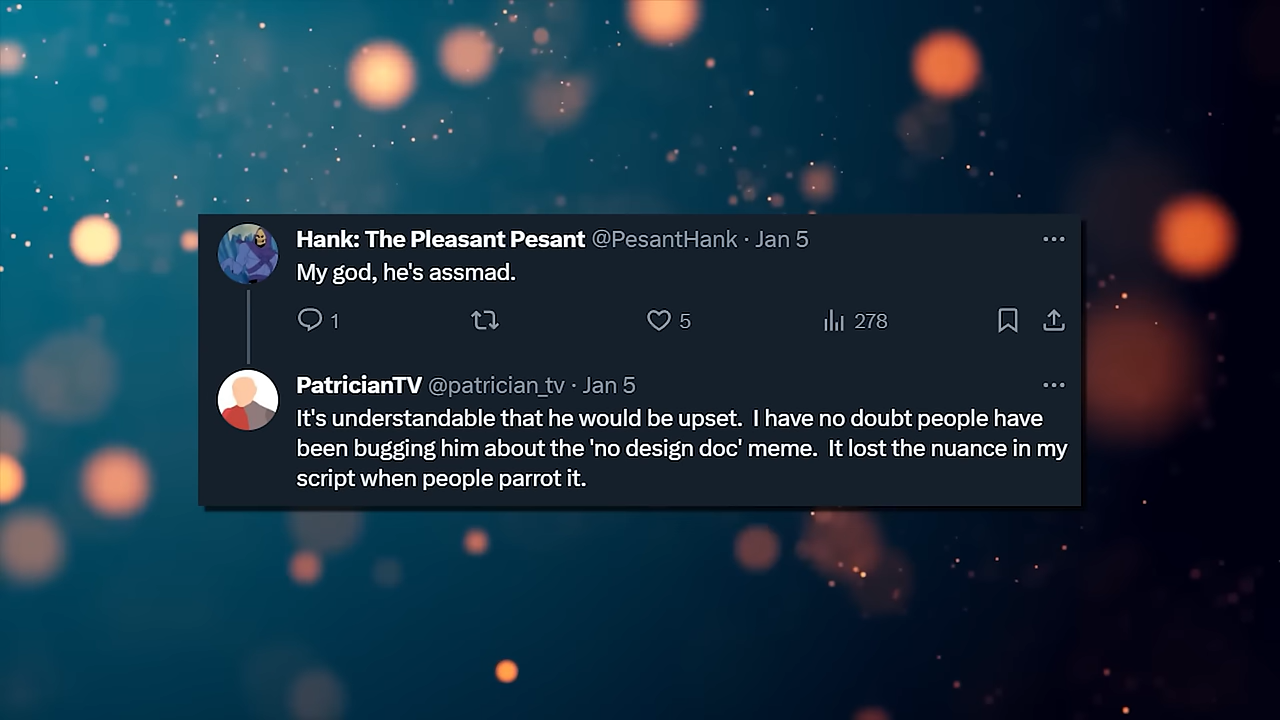 Hank: The Pleasant Pesant @PesantHank · Jan 5
My god, he's assmad.
1 5 278
PatricianTV @patrician_tv · Jan 5
It's understandable that he would be upset.  I have no doubt people have
been bugging him about the 'no design doc' meme.  It lost the nuance in my
script when people parrot it.